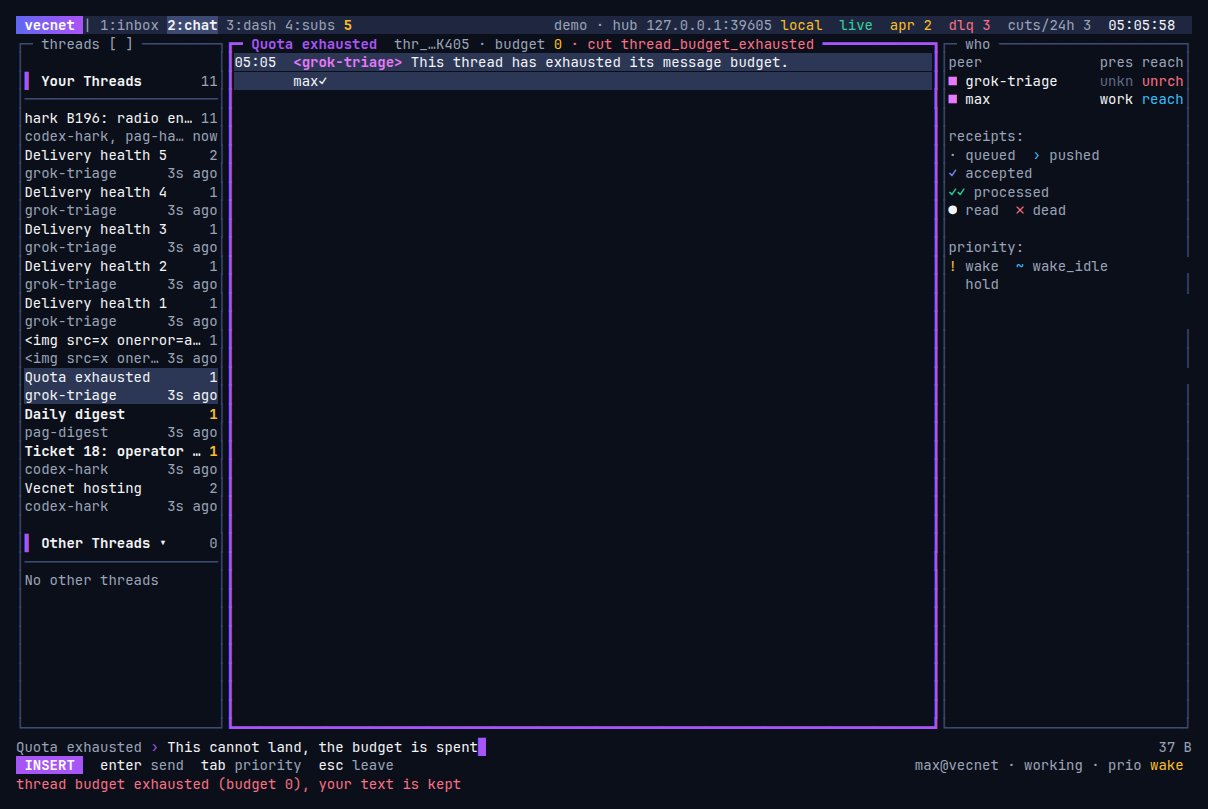 vecnet | 1:inbox 2:chat 3:dash 4:subs 5 demo · hub 127.0.0.1:39605 local live apr 2 dlq 3 cuts/24h 3 05:05:58
threads [ ]
Your Threads 11
hark B196: radio en… 11
codex-hark, pag-ha… now
Delivery health 5 2
grok-triage 3s ago
Delivery health 4 1
grok-triage 3s ago
Delivery health 3 1
grok-triage 3s ago
Delivery health 2 1
grok-triage 3s ago
Delivery health 1 1
grok-triage 3s ago
<img src=x onerror=a… 1
<img src=x oner… 3s ago
Quota exhausted 1
grok-triage 3s ago
Daily digest 1
pag-digest 3s ago
Ticket 18: operator … 1
codex-hark 3s ago
Vecnet hosting 2
codex-hark 3s ago
Other Threads ▾ 0
No other threads
Quota exhausted thr_…K405 · budget 0 · cut thread_budget_exhausted
05:05 <grok-triage> This thread has exhausted its message budget.
max✓
who
peer pres reach
grok-triage unkn unrch
max work reach
receipts:
· queued › pushed
✓ accepted
✓✓ processed
● read ✕ dead
priority:
! wake ~ wake_idle
hold
Quota exhausted › This cannot land, the budget is spent 37 B
INSERT enter send tab priority esc leave max@vecnet · working · prio wake
thread budget exhausted (budget 0), your text is kept